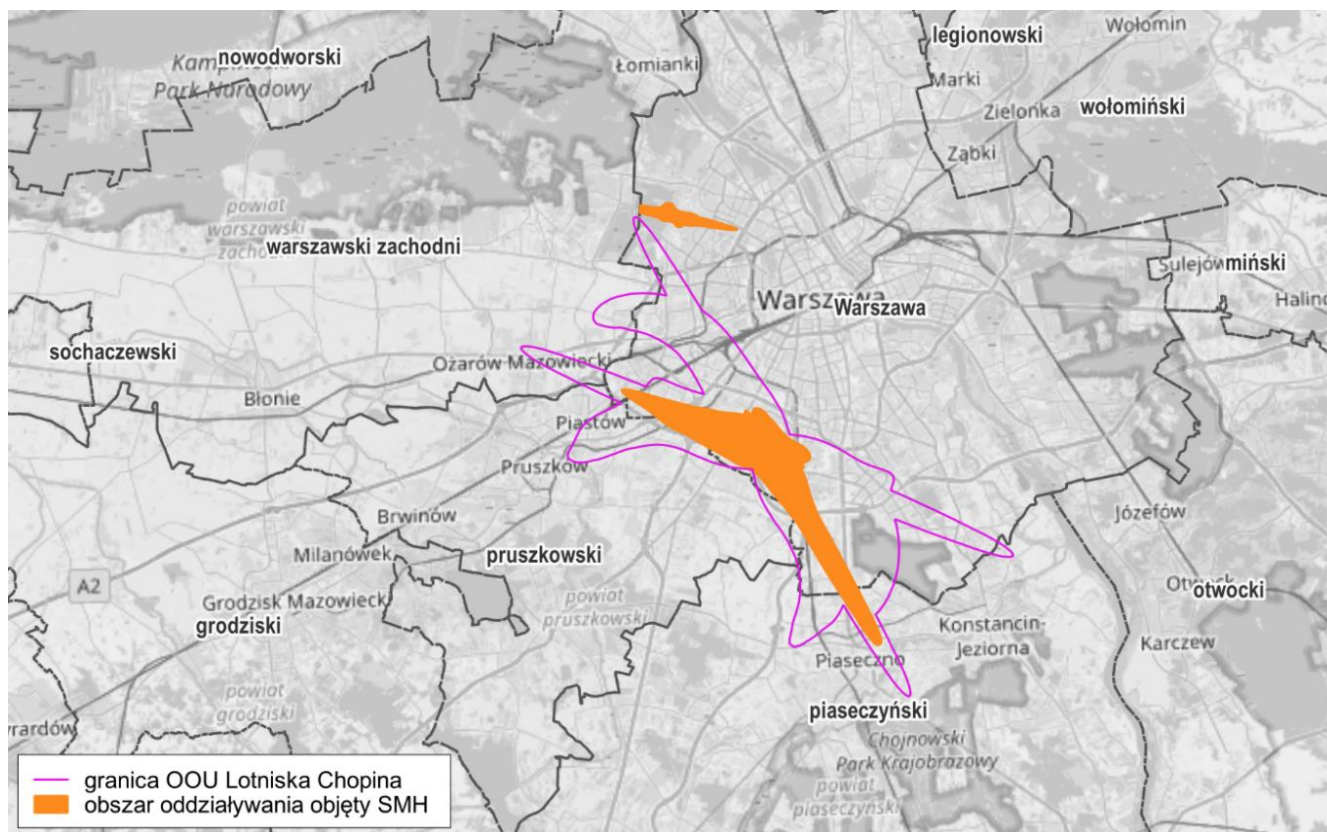 nowodworski
Kampinoski
Park Narodowy
Łomianki
legionowski
Wołomin
Marki
Zielonka
wołomiński
Ząbki
powiat
warszawski
zachodni
warszawski zachodni
Warszawa
Warszawa
Sulejów
miński
Halinó
sochaczewski
Ożarów Mazowiecki
Błonie
Piastów
Pruszków
Brwinów
Józefów
Milanówek
pruszkowski
A2
Otwock
otwocki
Grodzisk Mazowiecki
grodziski
powiat
pruszkowski
Konstancin-
Jeziorna
Karczew
Piaseczno
powiat
grodziski
piaseczyński
yrardów
Chojnowski
Park Krajobrazowy
powiat
piaseczyński
granica OOU Lotniska Chopina
obszar oddziaływania objęty SMH